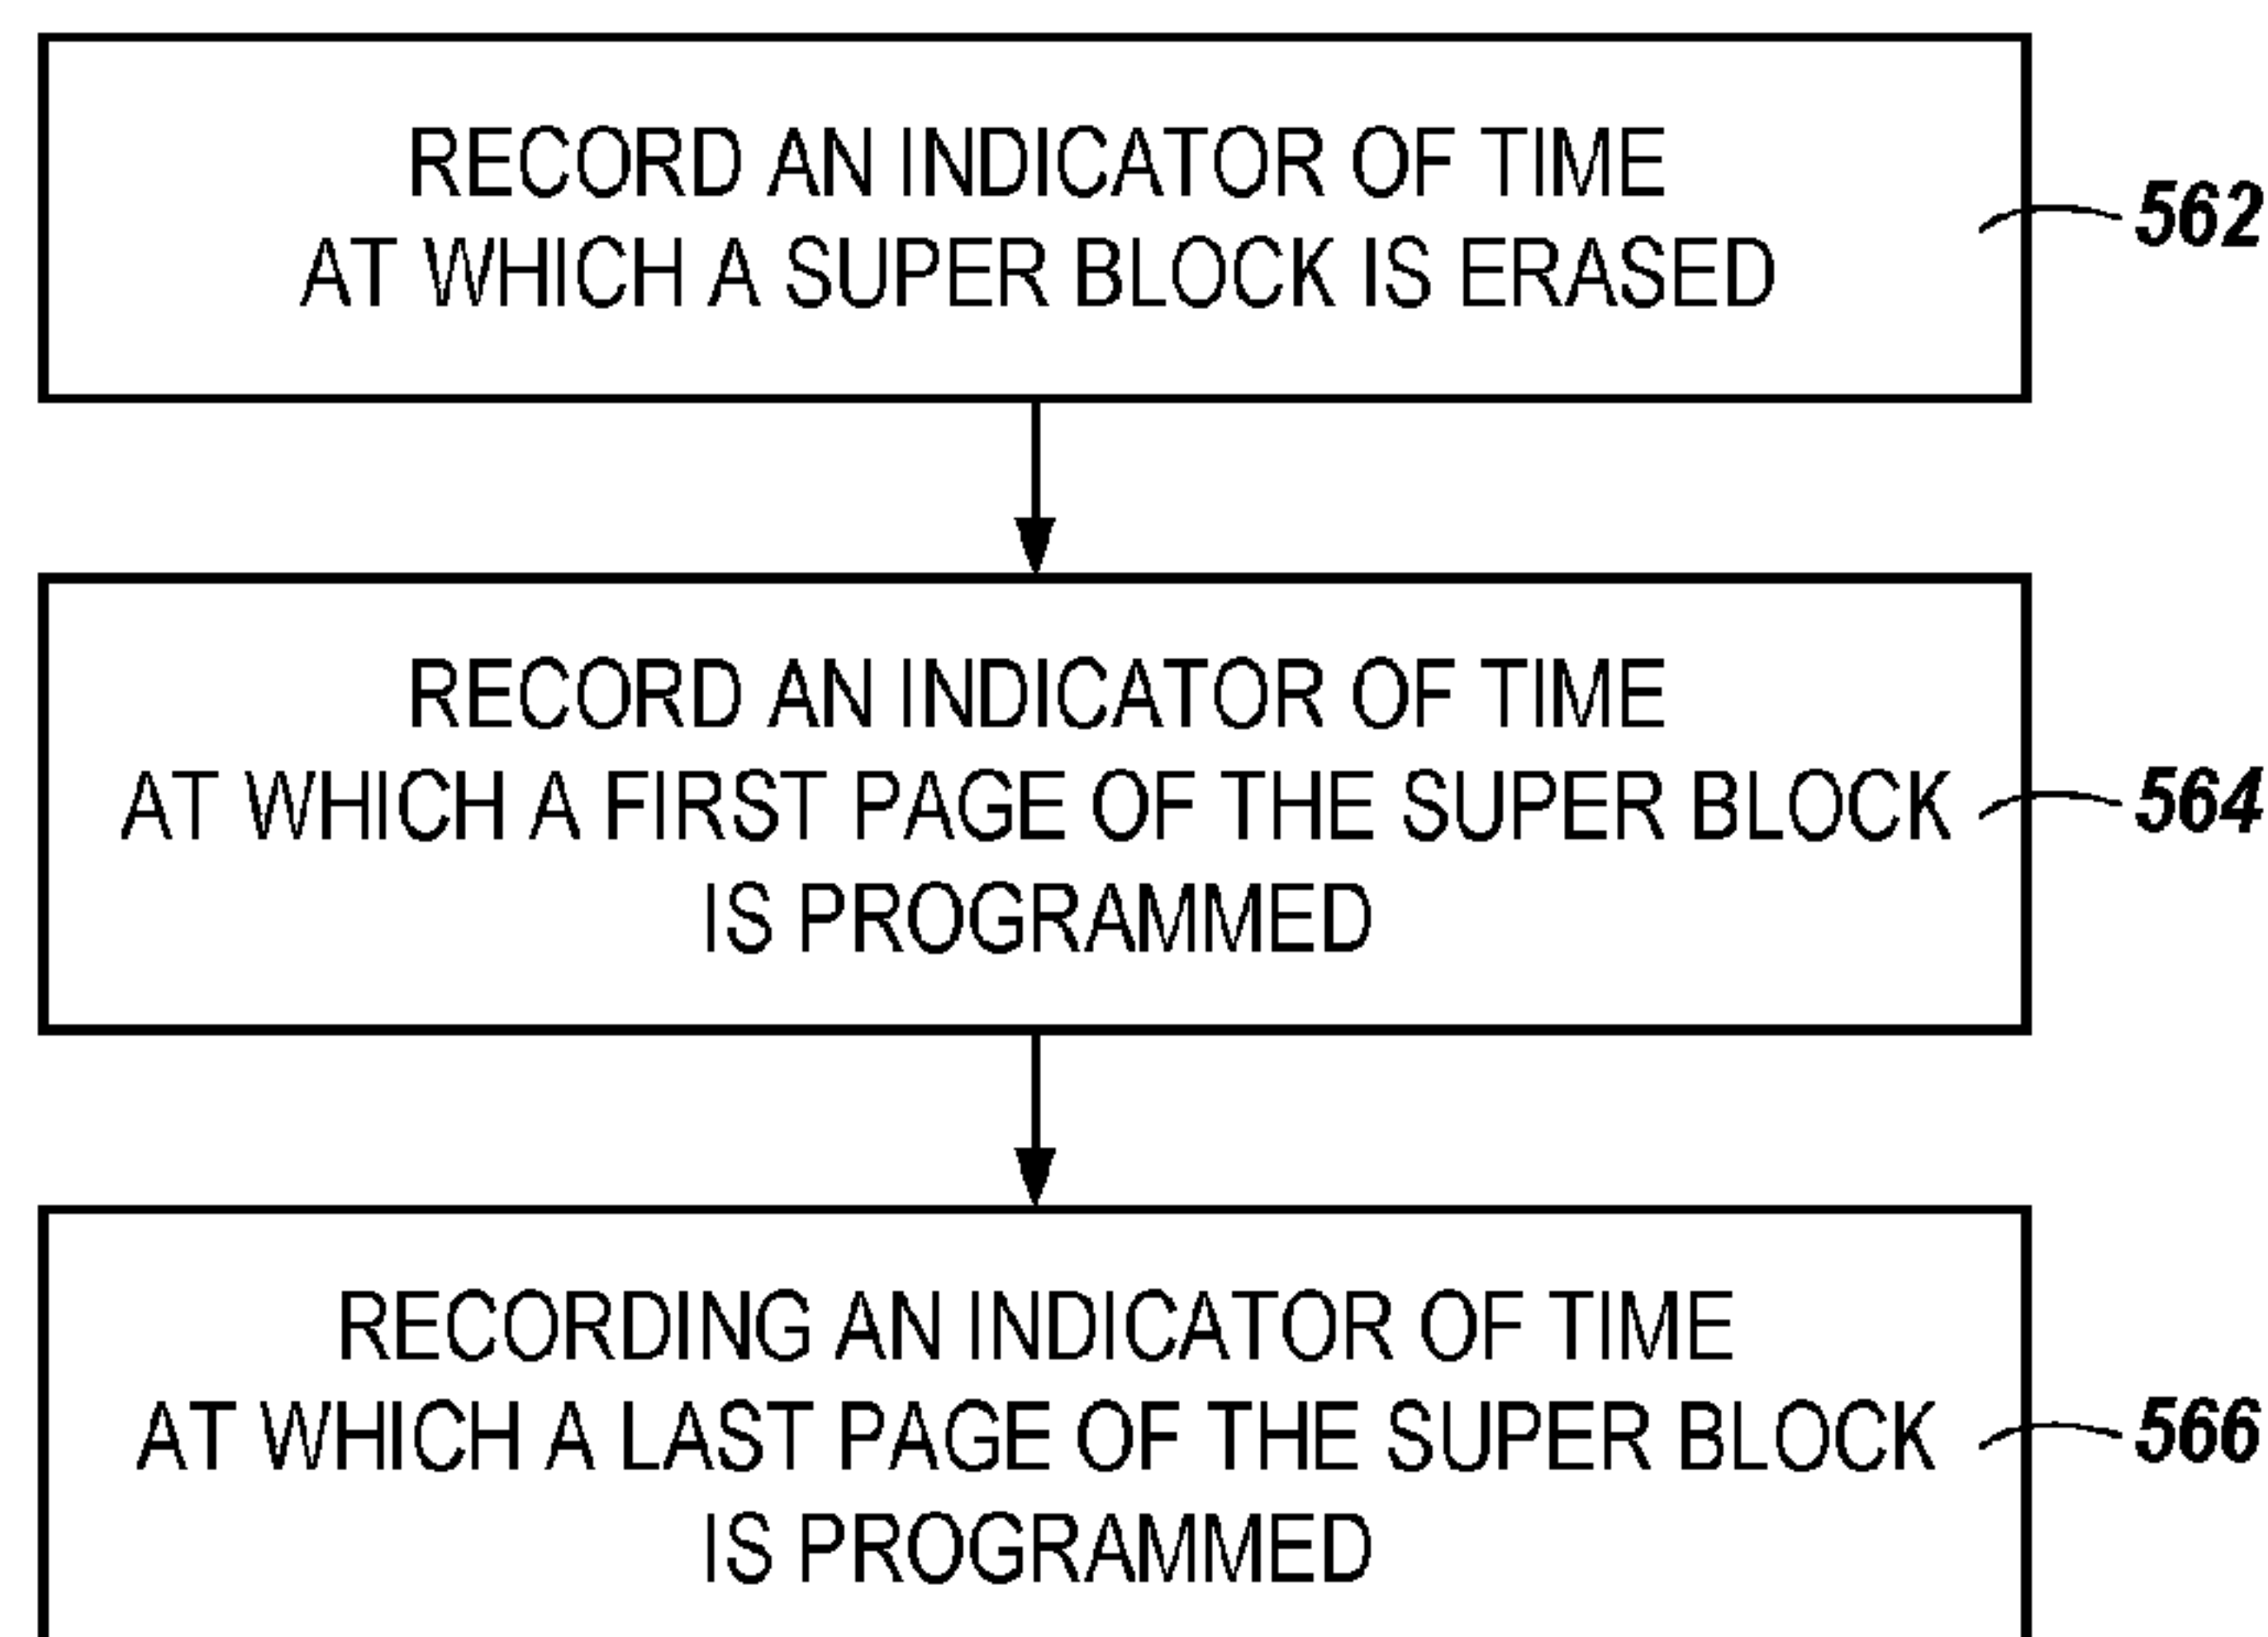 RECORD AN INDICATOR OF TIME
AT WHICH A SUPER BLOCK IS ERASED
562
RECORD AN INDICATOR OF TIME
AT WHICH A FIRST PAGE OF THE SUPER BLOCK
IS PROGRAMMED
564
RECORDING AN INDICATOR OF TIME
AT WHICH A LAST PAGE OF THE SUPER BLOCK
IS PROGRAMMED
566